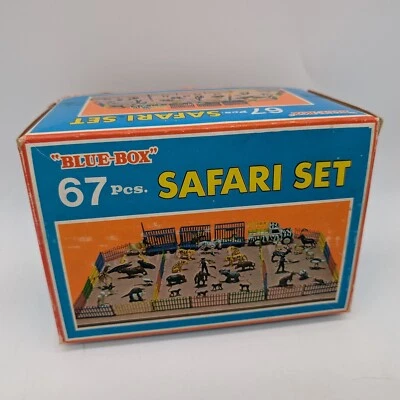 67 Pcs.
SAFARI SET
"BLUE-BOX"
67 Pcs. SAFARI SET